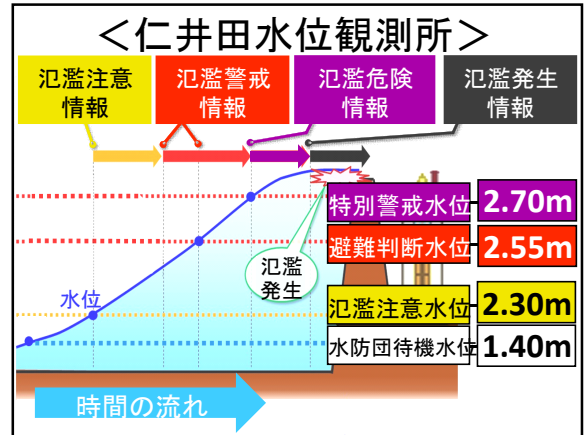 ＜仁井田水位観測所＞
氾濫注意
情報
氾濫警戒
情報
氾濫危険
情報
氾濫発生
情報
特別警戒水位 2.70m
避難判断水位 2.55m
氾濫
発生
水位
氾濫注意水位 2.30m
水防団待機水位 1.40m
時間の流れ